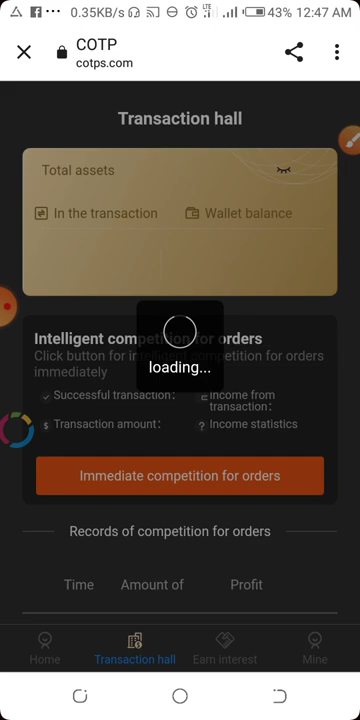 0.35KB/s LTE 43% 12:47 AM
COTP
cotps.com
Transaction hall
Total assets
In the transaction
Wallet balance
Intelligent competition for orders
Click button for intelligent competition for orders
immediately
loading...
Successful transaction:
Income from
transaction:
Transaction amount:
Income statistics
Immediate competition for orders
Records of competition for orders
Time Amount of Profit
Home Transaction hall Earn interest Mine